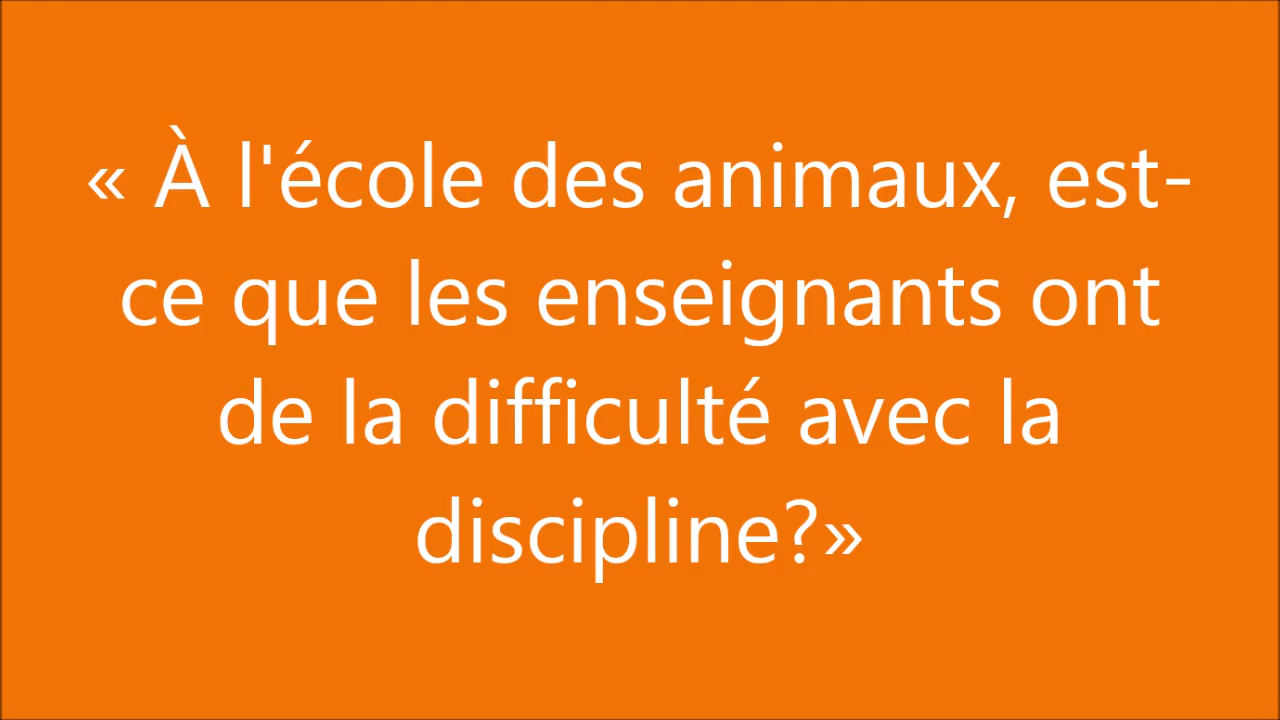 « À l'école des animaux, est-
ce que les enseignants ont
de la difficulté avec la
discipline?»